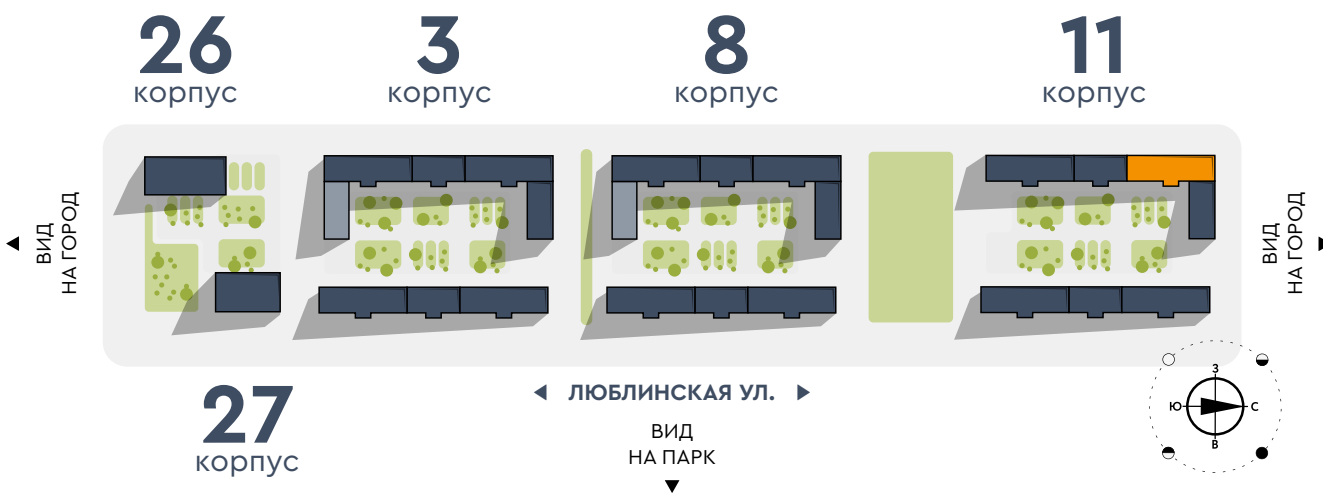 26
корпус
3
корпус
8
корпус
11
корпус
ВИД
НА ГОРОД
ВИД
НА ГОРОД
27
корпус
ЛЮБЛИНСКАЯ УЛ.
ВИД
НА ПАРК
З
Ю
С
В